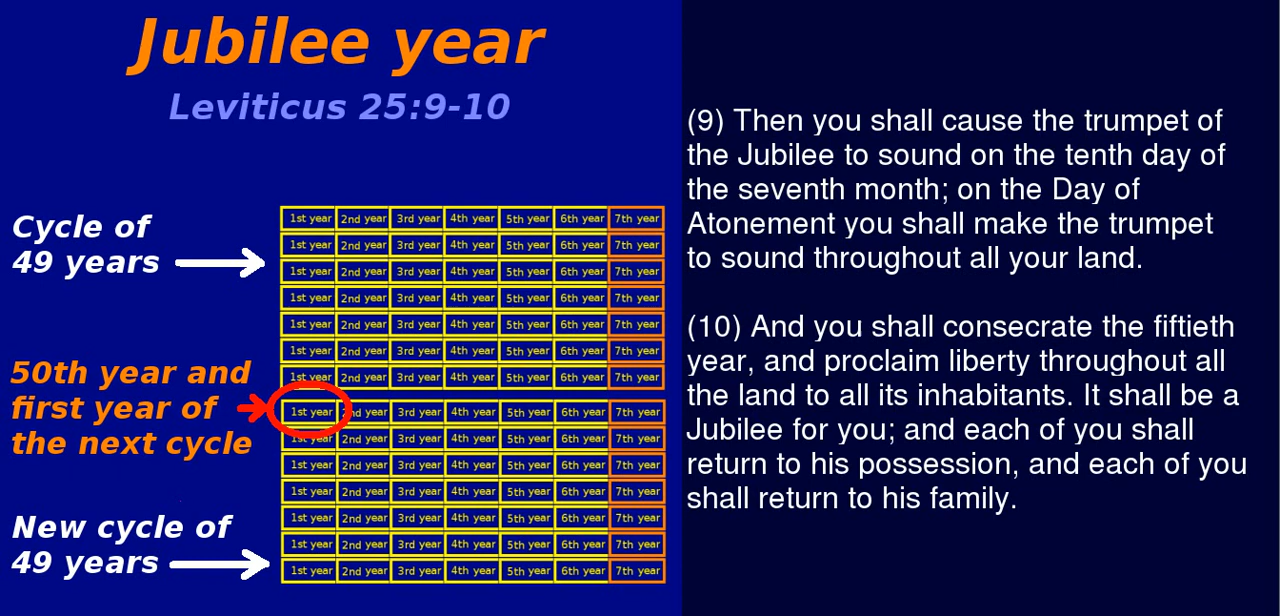 Jubilee year
Leviticus 25:9-10
Cycle of
49 years
1st year 2nd year 3rd year 4th year 5th year 6th year 7th year
1st year 2nd year 3rd year 4th year 5th year 6th year 7th year
1st year 2nd year 3rd year 4th year 5th year 6th year 7th year
1st year 2nd year 3rd year 4th year 5th year 6th year 7th year
1st year 2nd year 3rd year 4th year 5th year 6th year 7th year
1st year 2nd year 3rd year 4th year 5th year 6th year 7th year
1st year 2nd year 3rd year 4th year 5th year 6th year 7th year
50th year and
first year of
the next cycle
1st year 2nd year 3rd year 4th year 5th year 6th year 7th year
1st year 2nd year 3rd year 4th year 5th year 6th year 7th year
1st year 2nd year 3rd year 4th year 5th year 6th year 7th year
1st year 2nd year 3rd year 4th year 5th year 6th year 7th year
1st year 2nd year 3rd year 4th year 5th year 6th year 7th year
1st year 2nd year 3rd year 4th year 5th year 6th year 7th year
1st year 2nd year 3rd year 4th year 5th year 6th year 7th year
New cycle of
49 years
(9) Then you shall cause the trumpet of
the Jubilee to sound on the tenth day of
the seventh month; on the Day of
Atonement you shall make the trumpet
to sound throughout all your land.
(10) And you shall consecrate the fiftieth
year, and proclaim liberty throughout all
the land to all its inhabitants. It shall be a
Jubilee for you; and each of you shall
return to his possession, and each of you
shall return to his family.